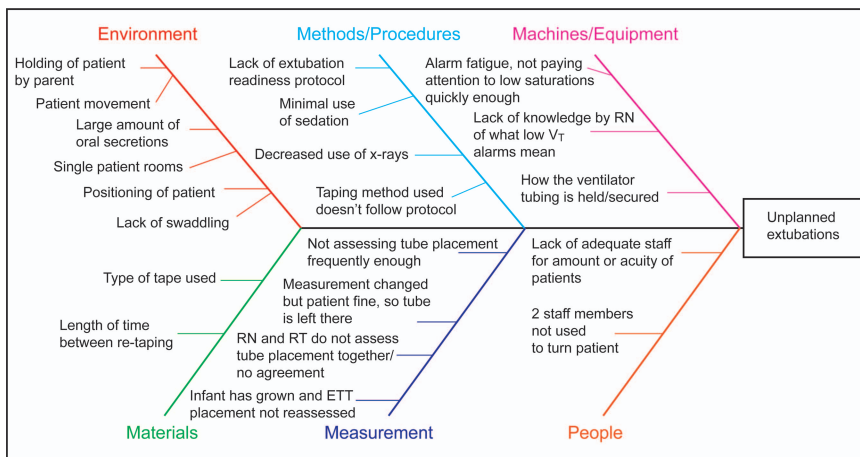 Environment
Holding of patient
by parent
Patient movement
Large amount of
oral secretions
Single patient rooms
Positioning of patient
Lack of swaddling
Methods/Procedures
Lack of extubation
readiness protocol
Minimal use
of sedation
Decreased use of x-rays
Taping method used
doesn't follow protocol
Machines/Equipment
Alarm fatigue, not paying
attention to low saturations
quickly enough
Lack of knowledge by RN
of what low VT
alarms mean
How the ventilator
tubing is held/secured
Unplanned
extubations
Type of tape used
Length of time
between re-taping
Materials
Not assessing tube placement
frequently enough
Measurement changed
but patient fine, so tube
is left there
RN and RT do not assess
tube placement together/
no agreement
Infant has grown and ETT
placement not reassessed
Measurement
Lack of adequate staff
for amount or acuity of
patients
2 staff members
not used
to turn patient
People